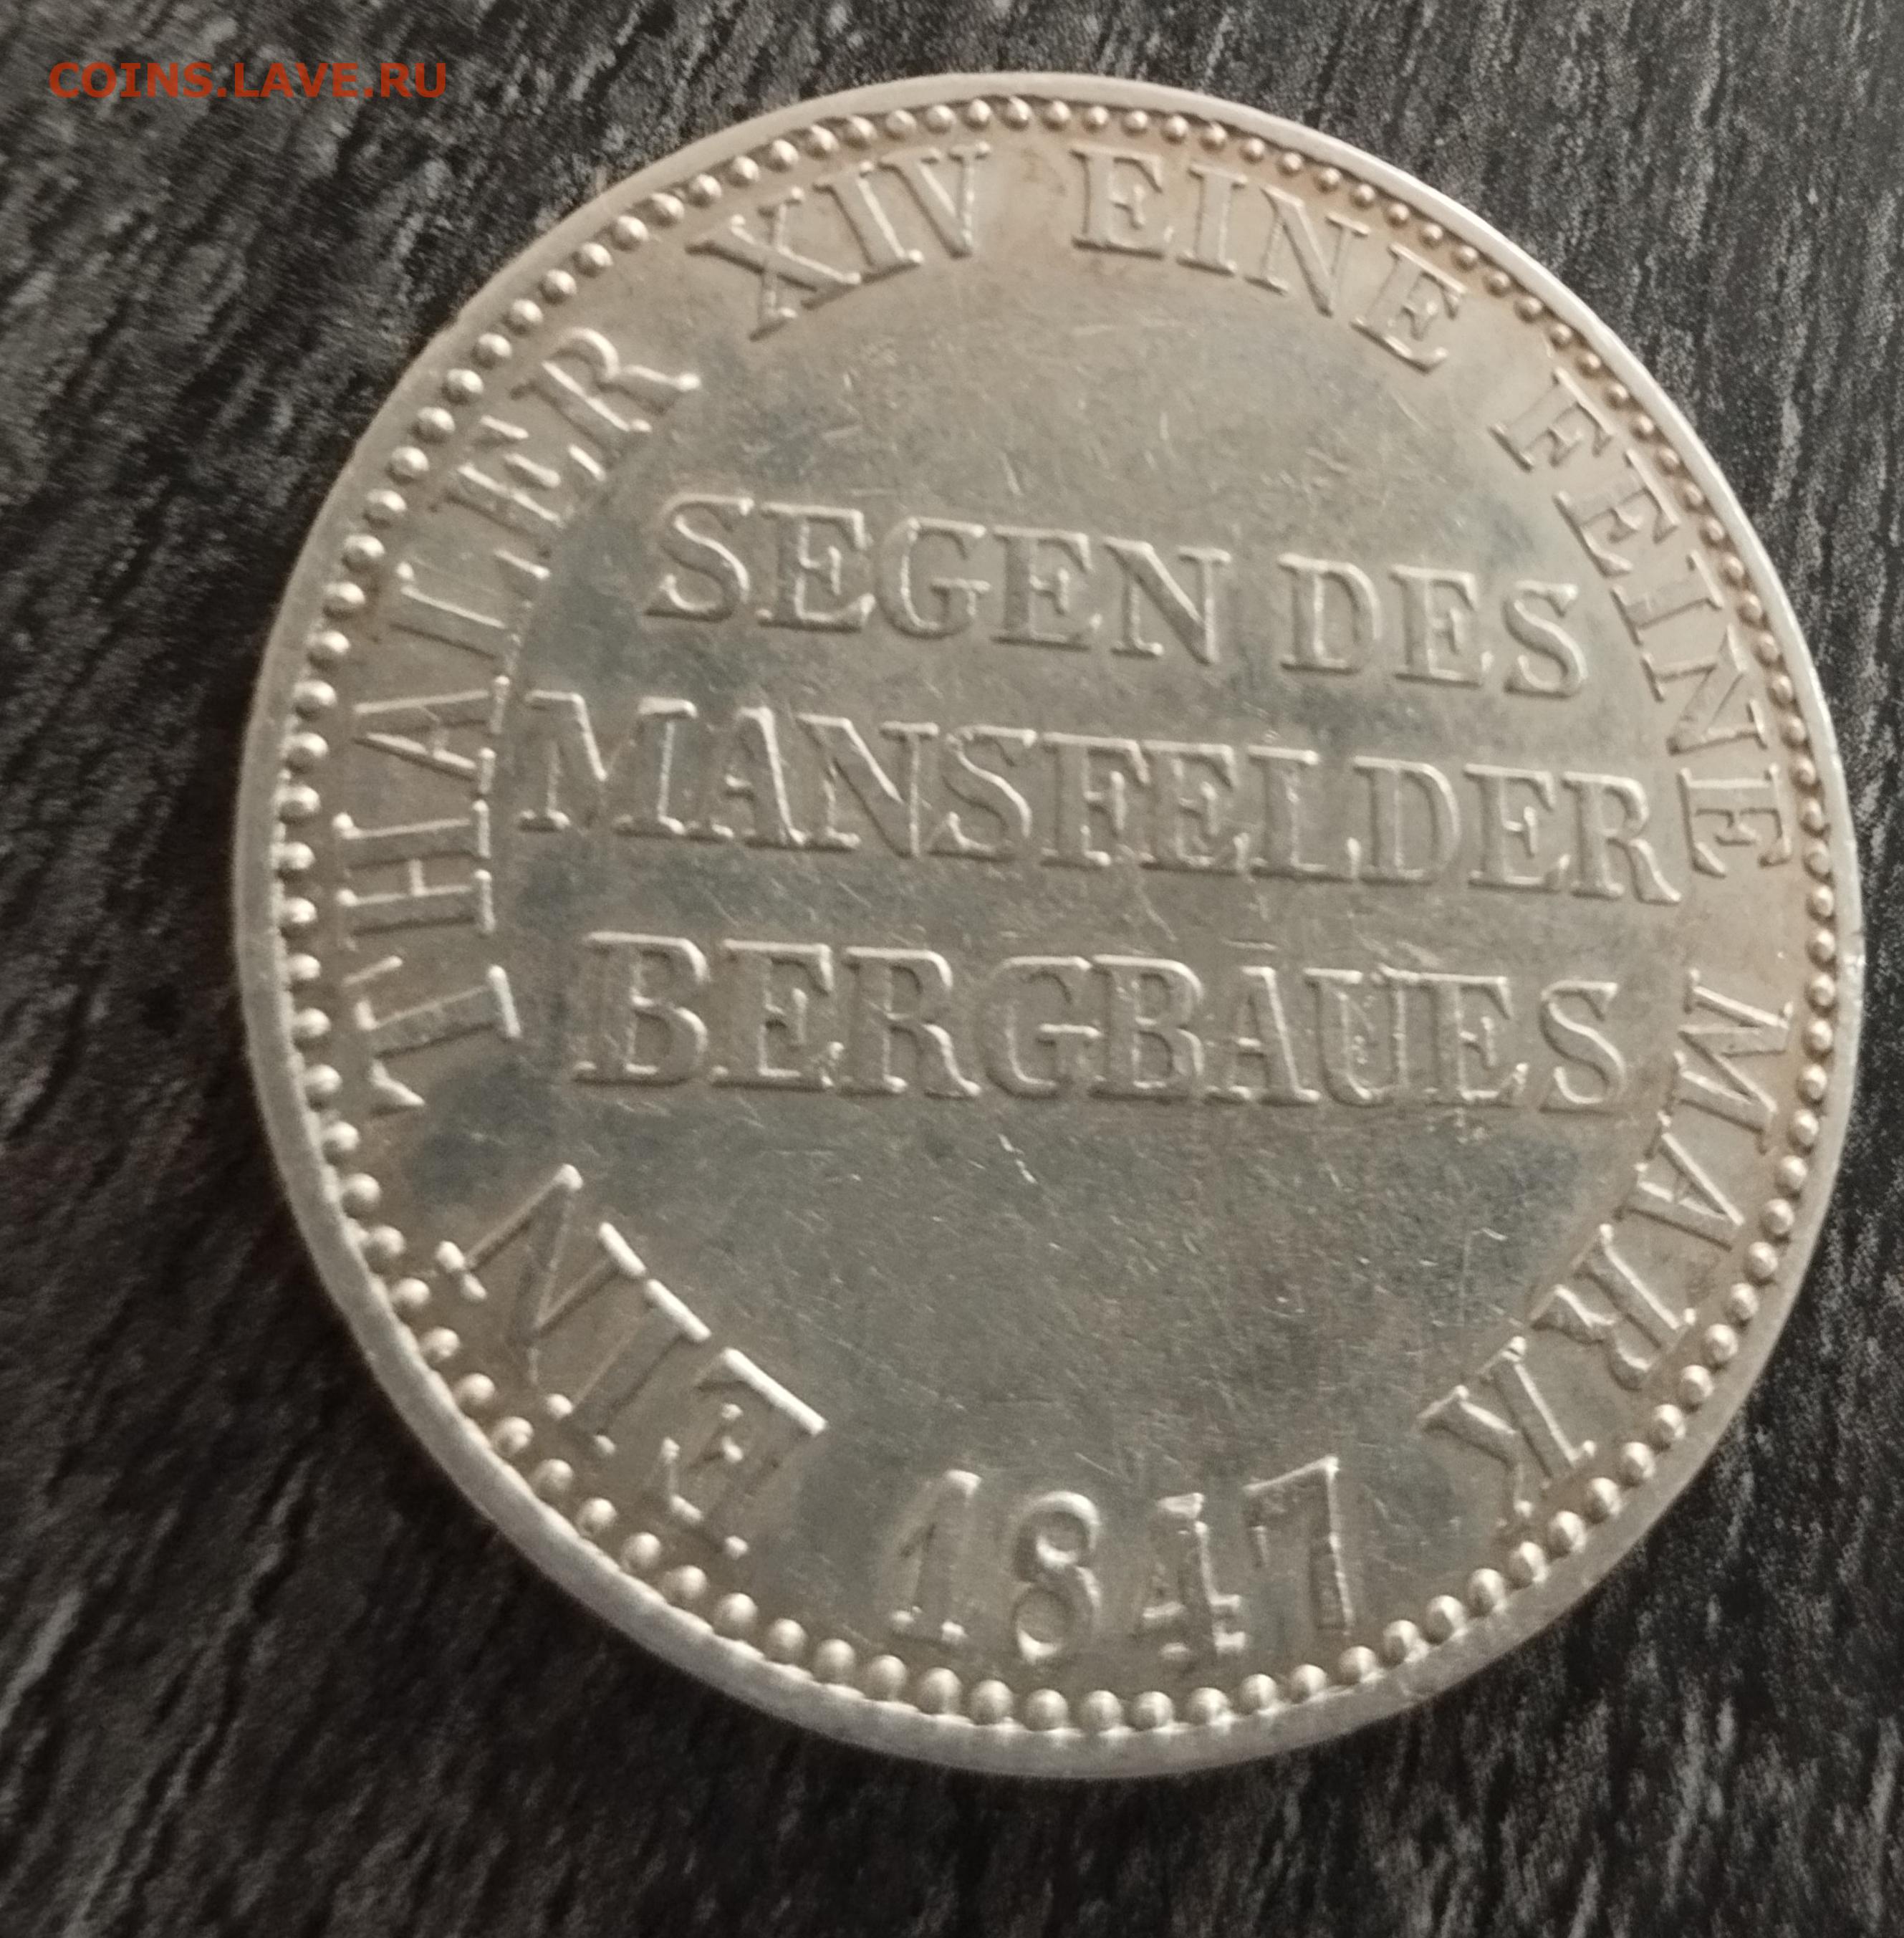 COINS.LAVE.RU
EIN THALER XIV EINE FEINE MARK
SEGEN DES
MANSFELDER
BERGBAUES
1847